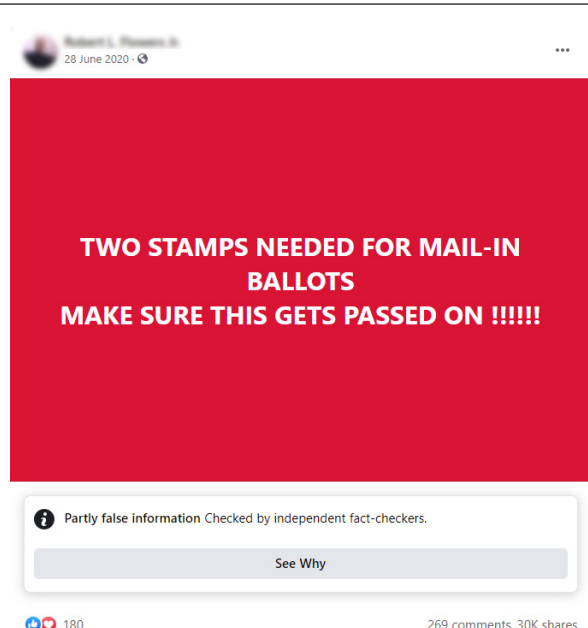 28 June 2020 ·
...
TWO STAMPS NEEDED FOR MAIL-IN
BALLOTS
MAKE SURE THIS GETS PASSED ON !!!!!!
Partly false information Checked by independent fact-checkers.
See Why
180
269 comments 30K shares